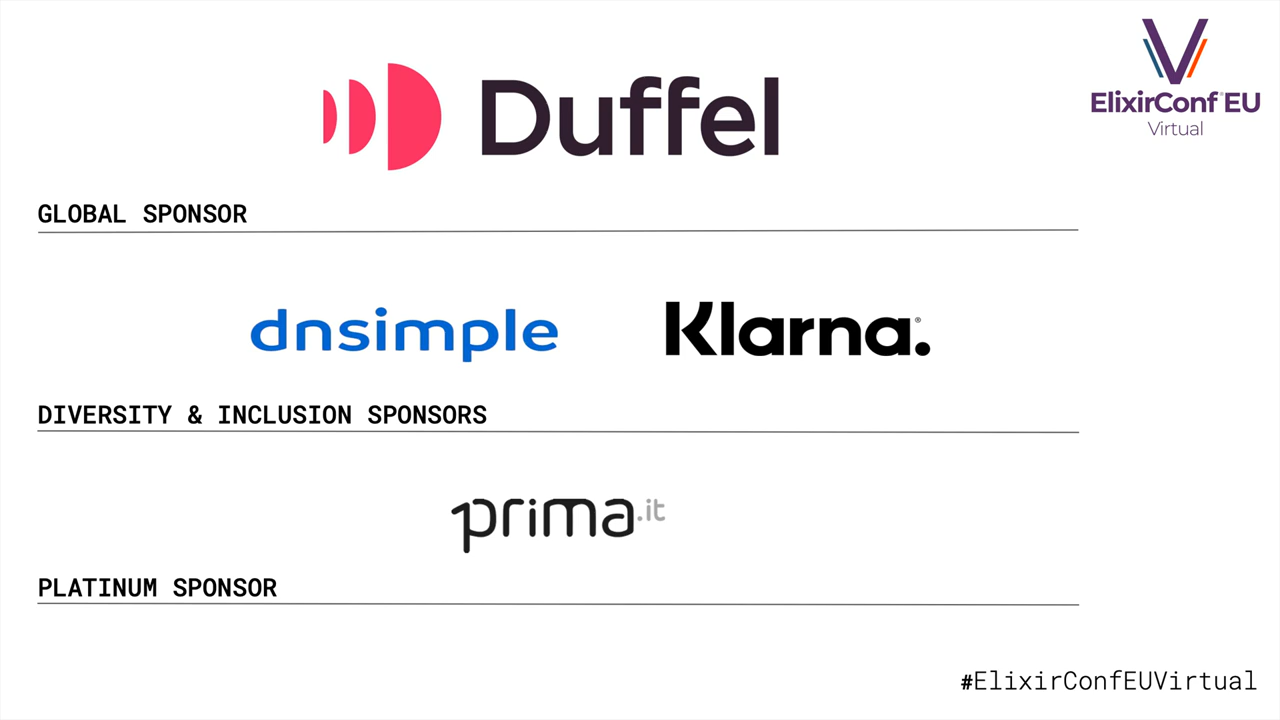 Duffel
ElixirConf® EU
Virtual
GLOBAL SPONSOR
dnsimple
Klarna.®
DIVERSITY & INCLUSION SPONSORS
prima.it
PLATINUM SPONSOR
#ElixirConfEUVirtual